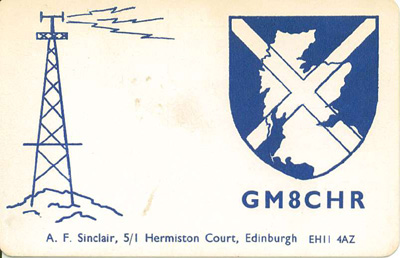 GM8CHR
A. F. Sinclair, 5/1 Hermiston Court, Edinburgh EH11 4AZ